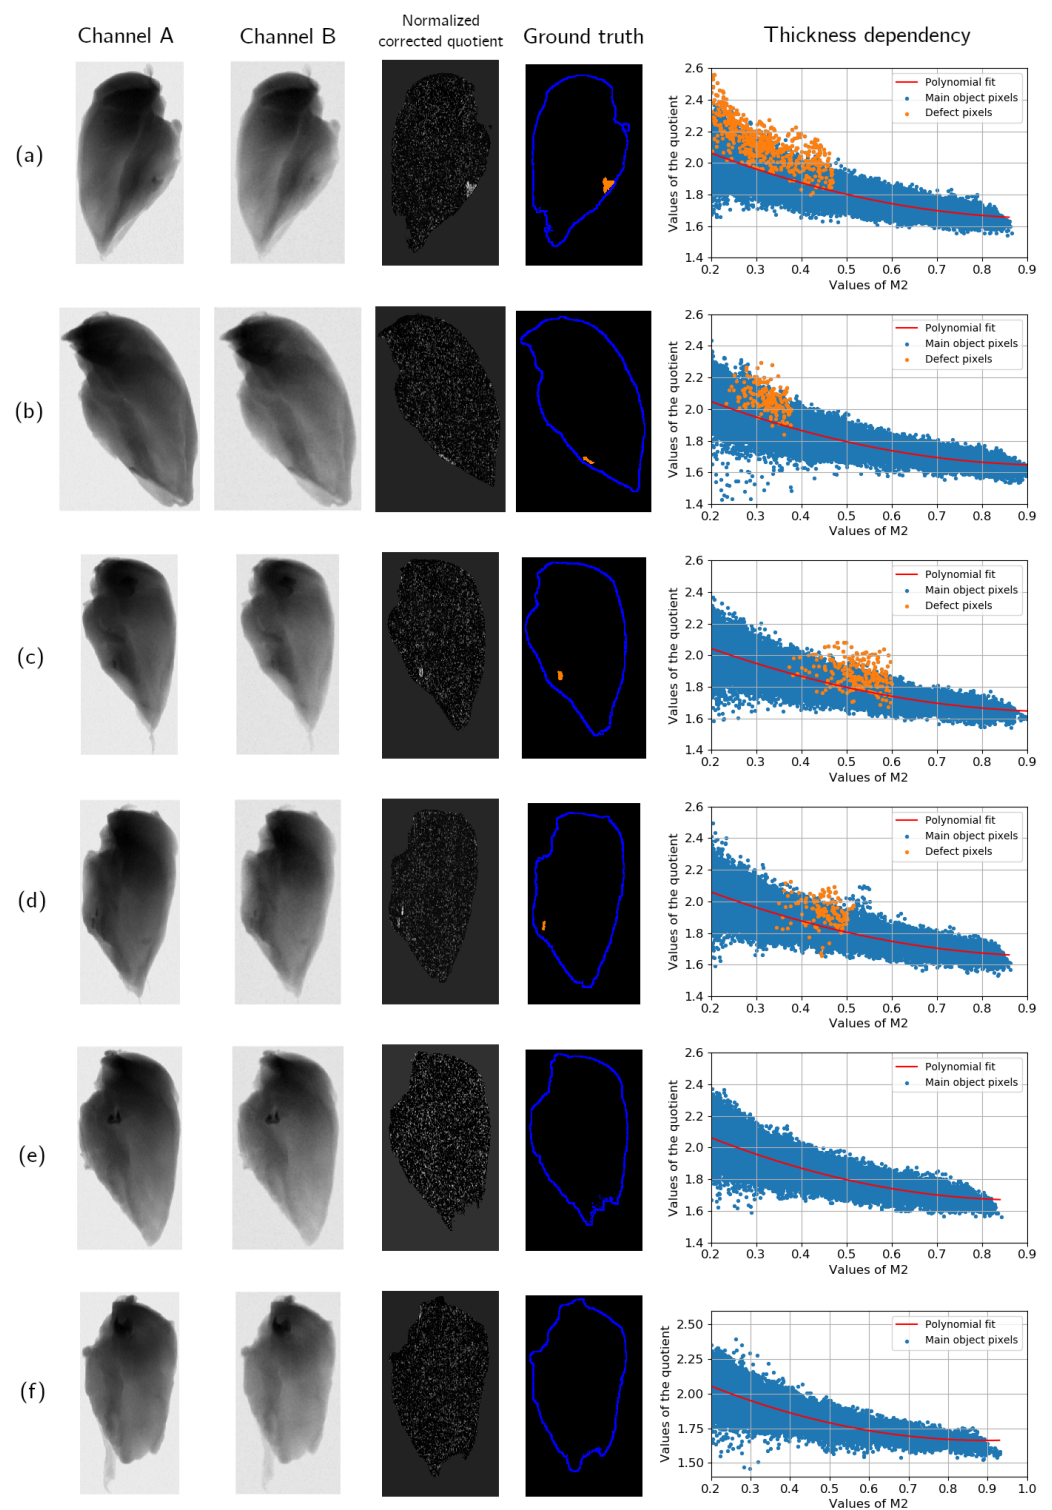 Channel A
Channel B
Normalized
corrected quotient
Ground truth
Thickness dependency
(a)
2.6
2.4
2.2
2.0
1.8
1.6
1.4
Values of the quotient
Polynomial fit
Main object pixels
Defect pixels
0.2 0.3 0.4 0.5 0.6 0.7 0.8 0.9
Values of M2
(b)
2.6
2.4
2.2
2.0
1.8
1.6
1.4
Values of the quotient
Polynomial fit
Main object pixels
Defect pixels
0.2 0.3 0.4 0.5 0.6 0.7 0.8 0.9
Values of M2
(c)
2.6
2.4
2.2
2.0
1.8
1.6
1.4
Values of the quotient
Polynomial fit
Main object pixels
Defect pixels
0.2 0.3 0.4 0.5 0.6 0.7 0.8 0.9
Values of M2
(d)
2.6
2.4
2.2
2.0
1.8
1.6
1.4
Values of the quotient
Polynomial fit
Main object pixels
Defect pixels
0.2 0.3 0.4 0.5 0.6 0.7 0.8 0.9
Values of M2
(e)
2.6
2.4
2.2
2.0
1.8
1.6
1.4
Values of the quotient
Polynomial fit
Main object pixels
0.2 0.3 0.4 0.5 0.6 0.7 0.8 0.9
Values of M2
(f)
2.50
2.25
2.00
1.75
1.50
Values of the quotient
Polynomial fit
Main object pixels
0.2 0.3 0.4 0.5 0.6 0.7 0.8 0.9 1.0
Values of M2